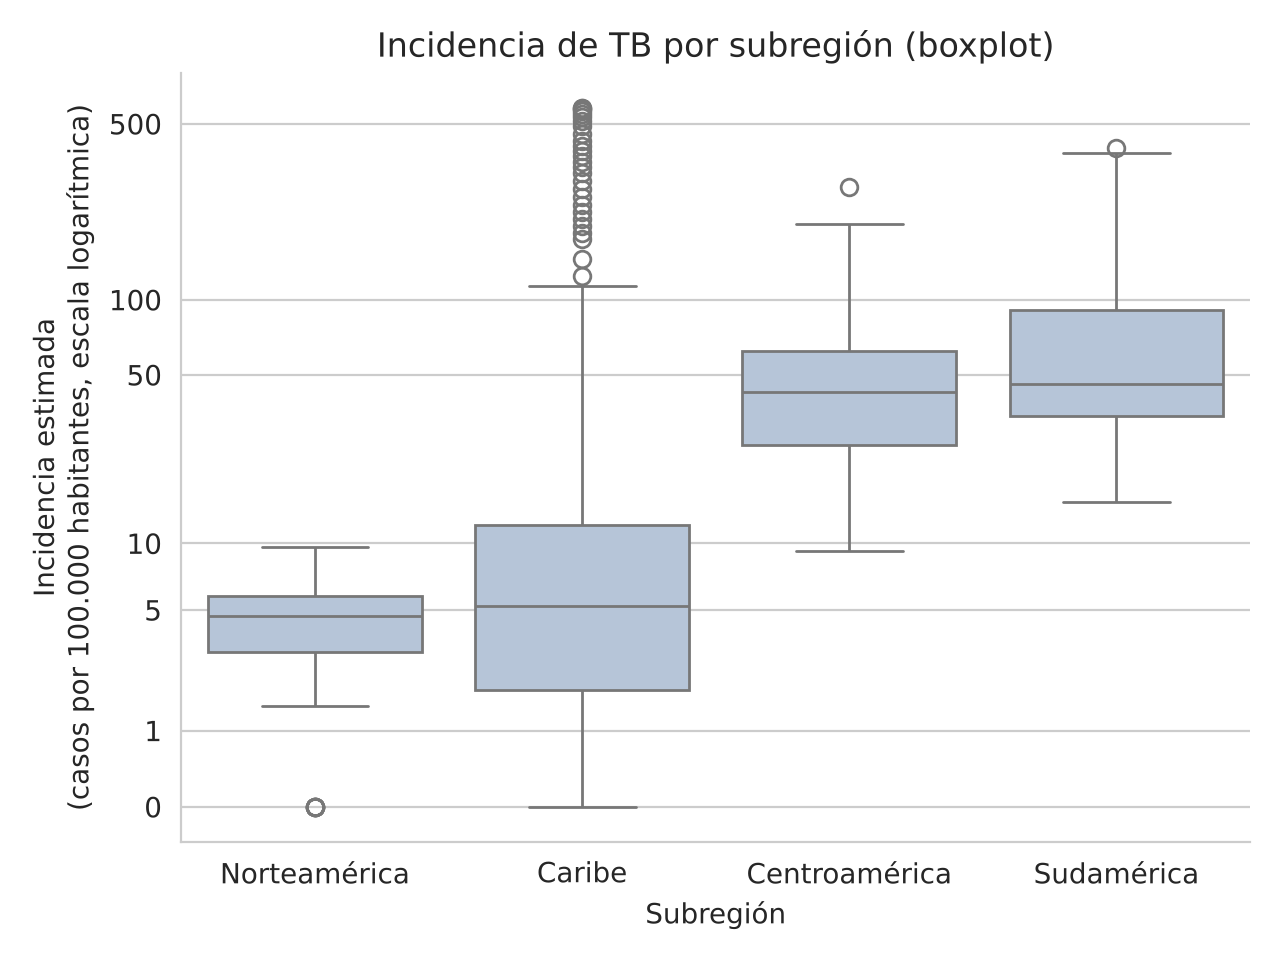 Incidencia de TB por subregión (boxplot)
Incidencia estimada
(casos por 100.000 habitantes, escala logarítmica)
500
100
50
10
5
1
0
Norteamérica
Caribe
Centroamérica
Sudamérica
Subregión